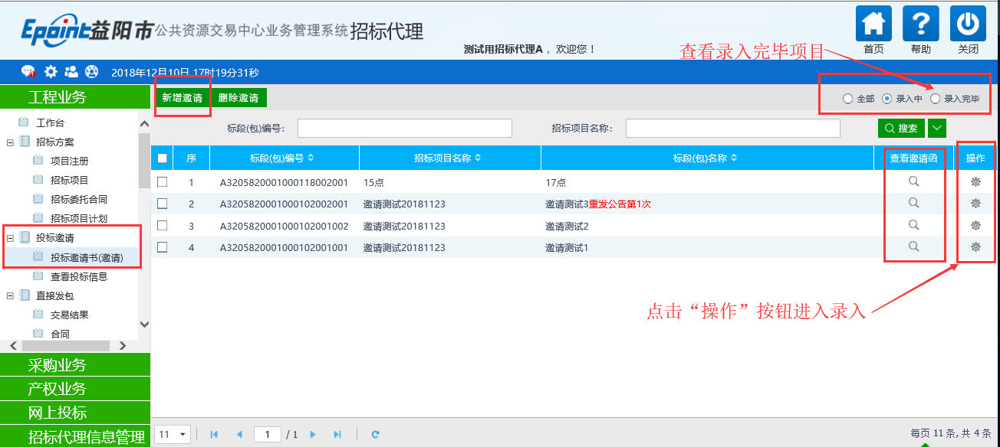 Epoint益阳市公共资源交易中心业务管理系统招标代理
测试用招标代理A ，欢迎您！
首页 帮助 关闭
查看录入完毕项目
2018年12月10日 17时19分31秒
工程业务
工作台
招标方案
项目注册
招标项目
招标委托合同
招标项目计划
投标邀请
投标邀请书(邀请)
查看投标信息
直接发包
交易结果
合同
采购业务
产权业务
网上投标
招标代理信息管理
新增邀请 删除邀请
全部 录入中 录入完毕
标段(包)编号： 招标项目名称： 搜索
序 标段(包)编号 招标项目名称 标段(包)名称 查看邀请函 操作
1 A3205820001000118002001 15点 17点
2 A3205820001000102002001 邀请测试20181123 邀请测试3重发公告第1次
3 A3205820001000102001002 邀请测试20181123 邀请测试2
4 A3205820001000102001001 邀请测试20181123 邀请测试1
点击“操作”按钮进入录入
11 1 / 1 每页 11 条, 共 4 条